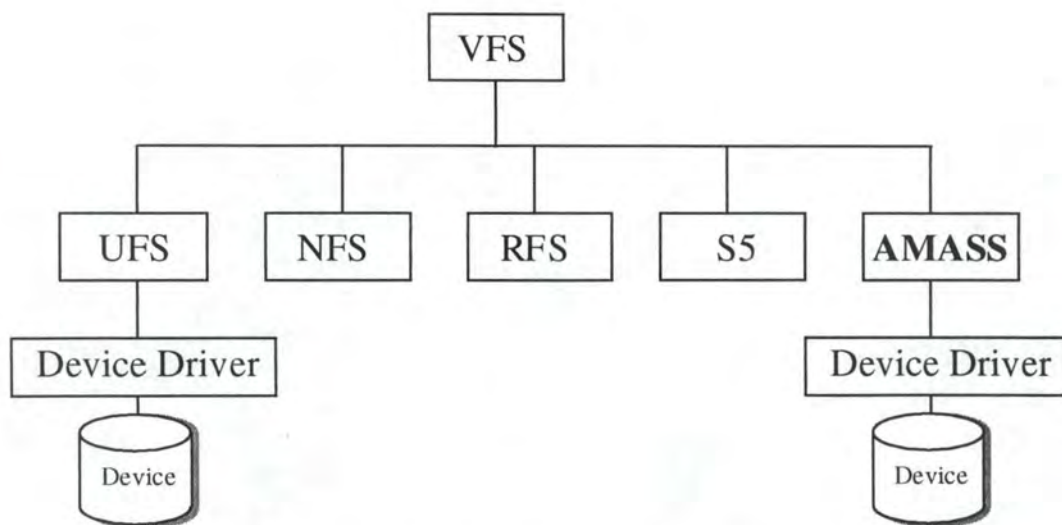 VFS
UFS NFS RFS S5 AMASS
Device Driver Device Driver
Device Device